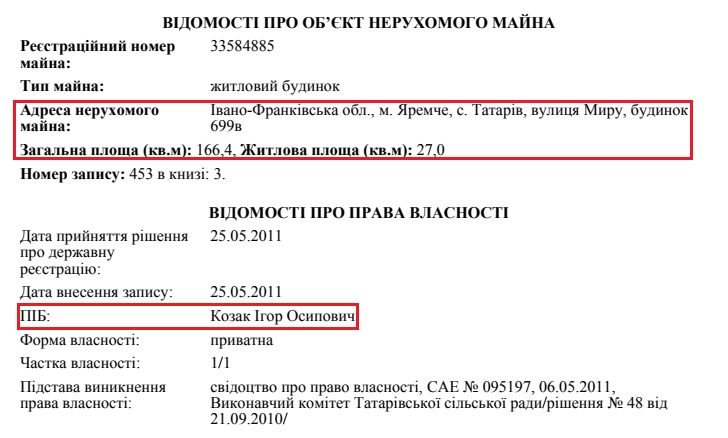 ВІДОМОСТІ ПРО ОБ’ЄКТ НЕРУХОМОГО МАЙНА
Реєстраційний номер майна: 33584885
Тип майна: житловий будинок
Адреса нерухомого майна: Івано-Франківська обл., м. Яремче, с. Татарів, вулиця Миру, будинок 699в
Загальна площа (кв.м): 166,4, Житлова площа (кв.м): 27,0
Номер запису: 453 в книзі: 3.
ВІДОМОСТІ ПРО ПРАВА ВЛАСНОСТІ
Дата прийняття рішення про державну реєстрацію: 25.05.2011
Дата внесення запису: 25.05.2011
ПІБ: Козак Ігор Осипович
Форма власності: приватна
Частка власності: 1/1
Підстава виникнення права власності: свідоцтво про право власності, САЕ № 095197, 06.05.2011, Виконавчий комітет Татарівської сільської ради/рішення № 48 від 21.09.2010/